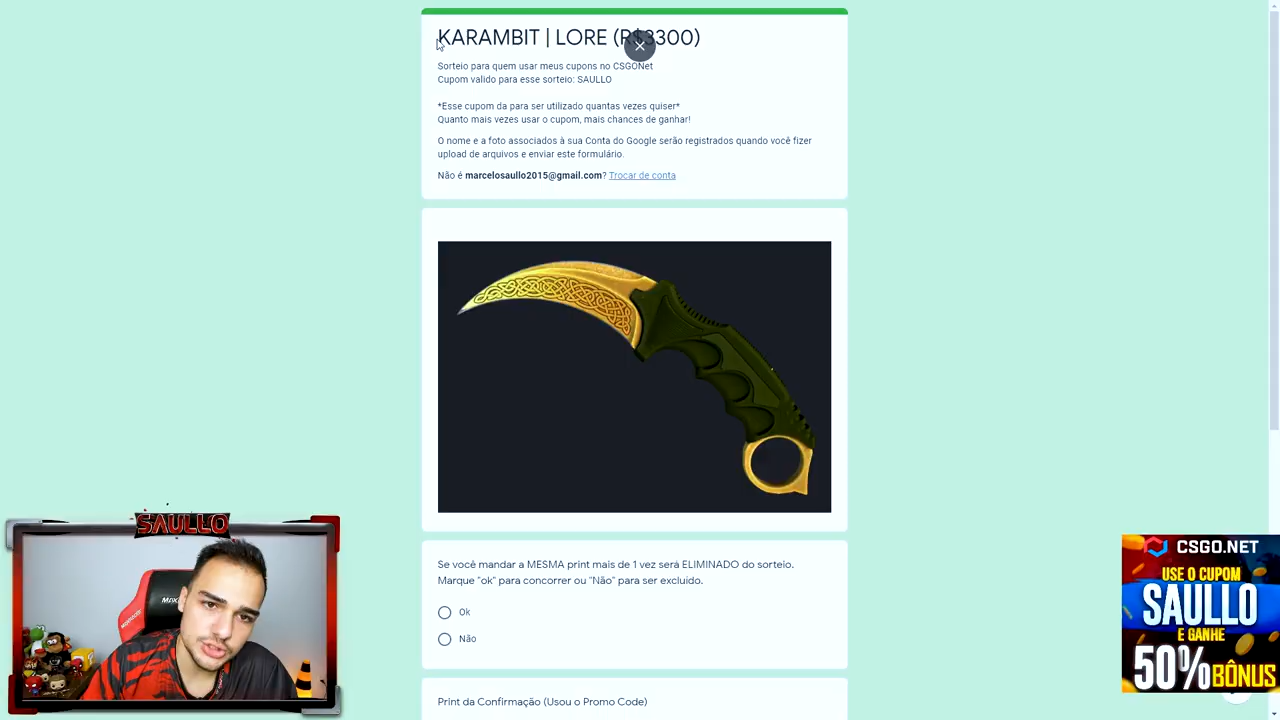 KARAMBIT | LORE (R$3300)
Sorteio para quem usar meus cupons no CSGONet
Cupom valido para esse sorteio: SAULLO
*Esse cupom da para ser utilizado quantas vezes quiser*
Quanto mais vezes usar o cupom, mais chances de ganhar!
O nome e a foto associados à sua Conta do Google serão registrados quando você fizer
upload de arquivos e enviar este formulário.
Não é marcelosaullo2015@gmail.com? Trocar de conta
Se você mandar a MESMA print mais de 1 vez será ELIMINADO do sorteio.
Marque "ok" para concorrer ou "Não" para ser excluido.
Ok
Não
Print da Confirmação (Usou o Promo Code)
SAULLO
CSGO.NET
USE O CUPOM
SAULLO
E GANHE
50% BÔNUS